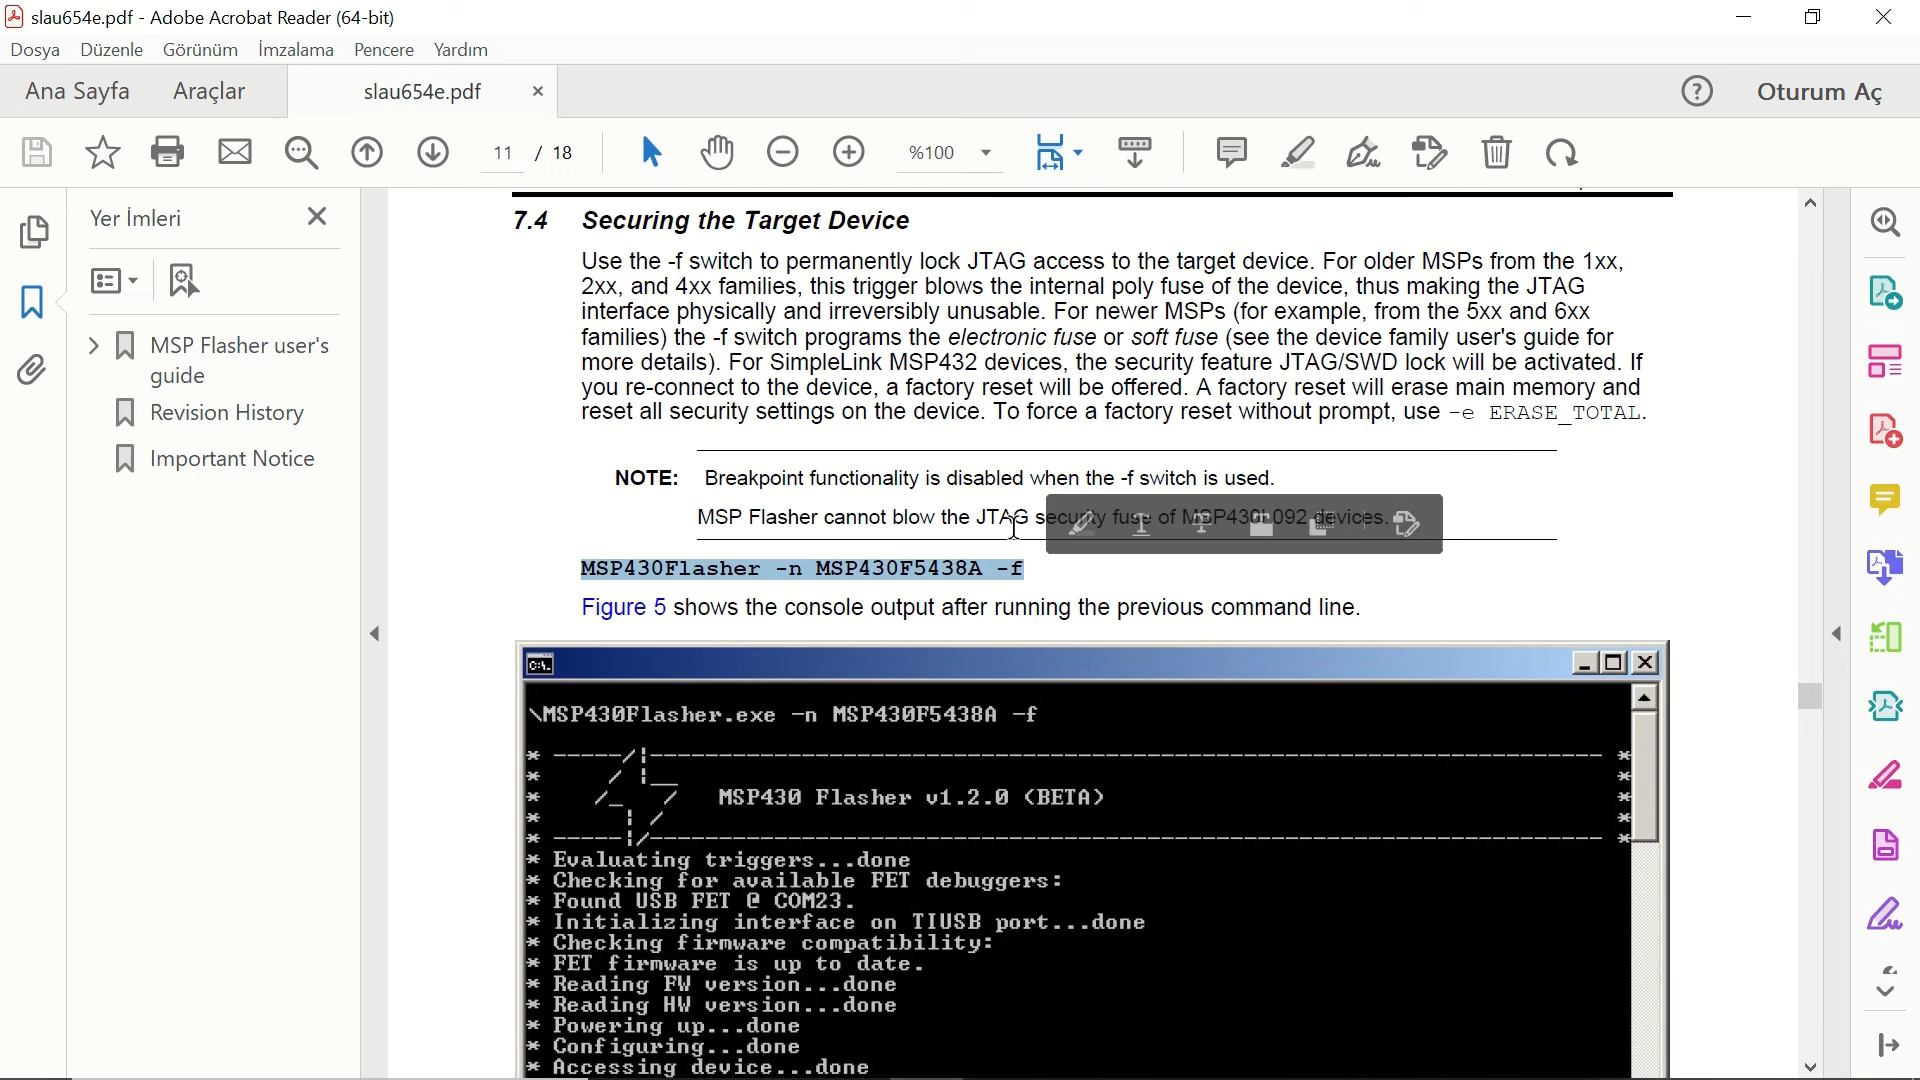 slau654e.pdf - Adobe Acrobat Reader (64-bit)
Dosya Düzenle Görünüm İmzalama Pencere Yardım
Ana Sayfa Araçlar slau654e.pdf Oturum Aç
11 / 18 %100
Yer İmleri
MSP Flasher user's
guide
Revision History
Important Notice
7.4 Securing the Target Device
Use the -f switch to permanently lock JTAG access to the target device. For older MSPs from the 1xx,
2xx, and 4xx families, this trigger blows the internal poly fuse of the device, thus making the JTAG
interface physically and irreversibly unusable. For newer MSPs (for example, from the 5xx and 6xx
families) the -f switch programs the electronic fuse or soft fuse (see the device family user's guide for
more details). For SimpleLink MSP432 devices, the security feature JTAG/SWD lock will be activated. If
you re-connect to the device, a factory reset will be offered. A factory reset will erase main memory and
reset all security settings on the device. To force a factory reset without prompt, use -e ERASE_TOTAL.
NOTE: Breakpoint functionality is disabled when the -f switch is used.
MSP Flasher cannot blow the JTAG security fuse of MSP430L092 devices.
MSP430Flasher -n MSP430F5438A -f
Figure 5 shows the console output after running the previous command line.
C:\.
\MSP430Flasher.exe -n MSP430F5438A -f
* -----/|-------------------------------------------------------------------- *
*     / |__                                                                   *
*    /_   /   MSP430 Flasher v1.2.0 (BETA)                                    *
*      | /                                                                    *
* -----|/-------------------------------------------------------------------- *
* Evaluating triggers...done
* Checking for available FET debuggers:
* Found USB FET @ COM23.
* Initializing interface on TIUSB port...done
* Checking firmware compatibility:
* FET firmware is up to date.
* Reading FW version...done
* Reading HW version...done
* Powering up...done
* Configuring...done
* Accessing device...done